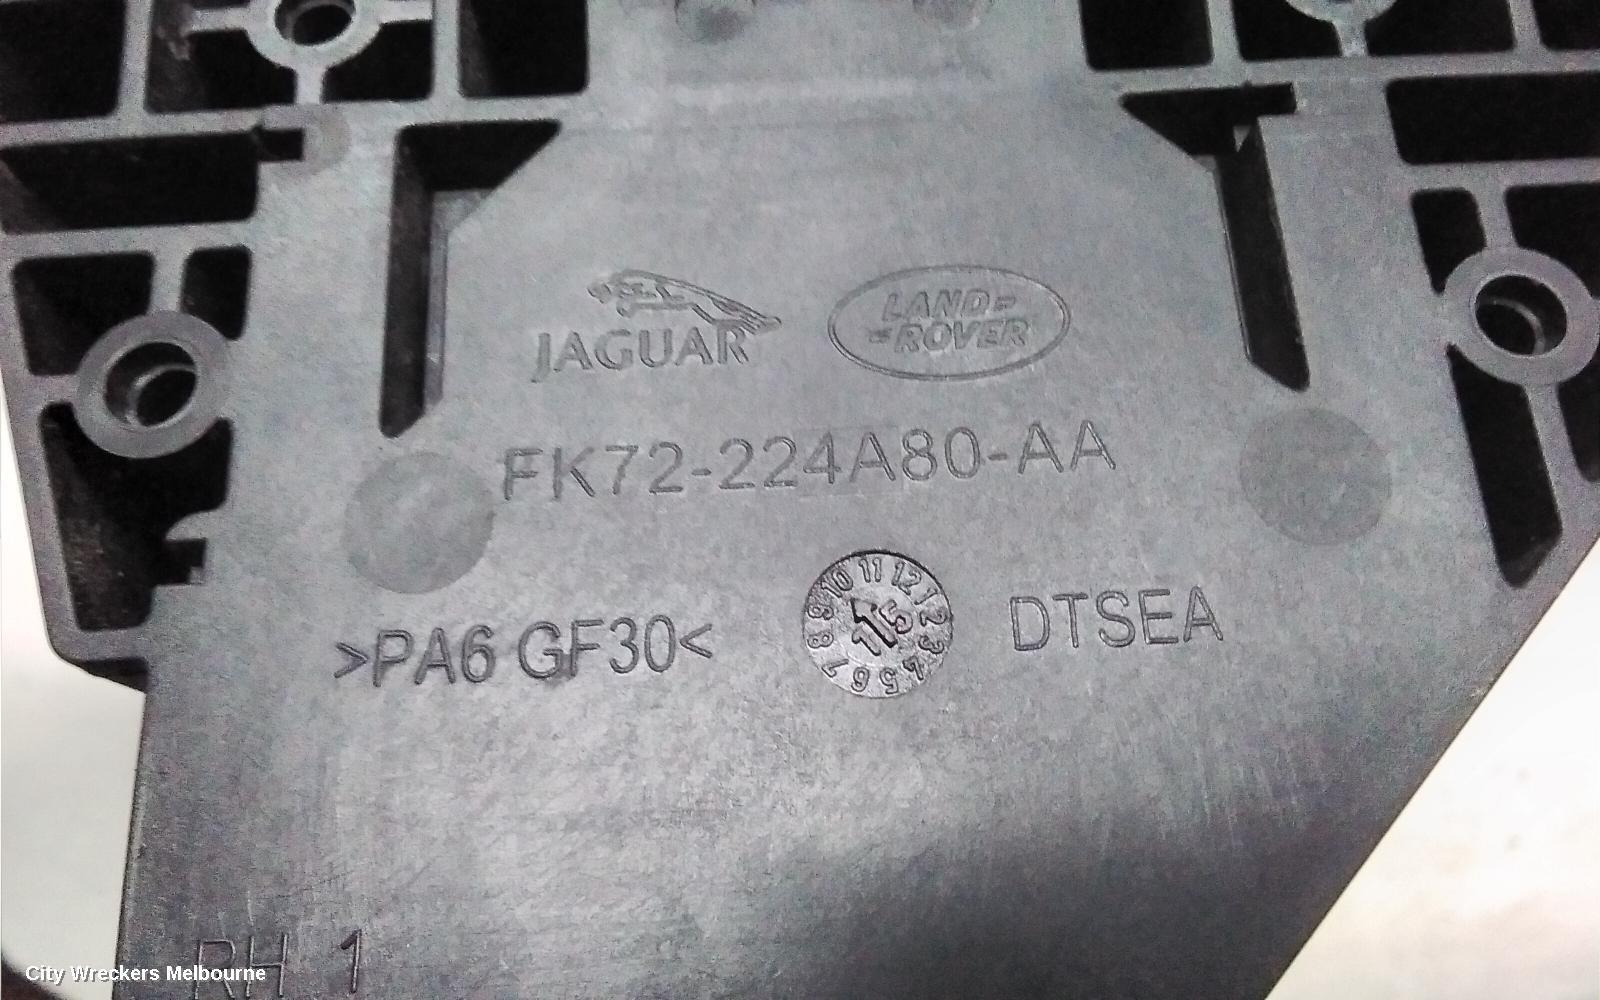 JAGUAR
LAND-
-ROVER
FK72-224A80-AA
>PA6 GF30<
1 2 3 4 5 6 7 8 9 10 11 12
15
DTSEA
RH 1
City Wreckers Melbourne